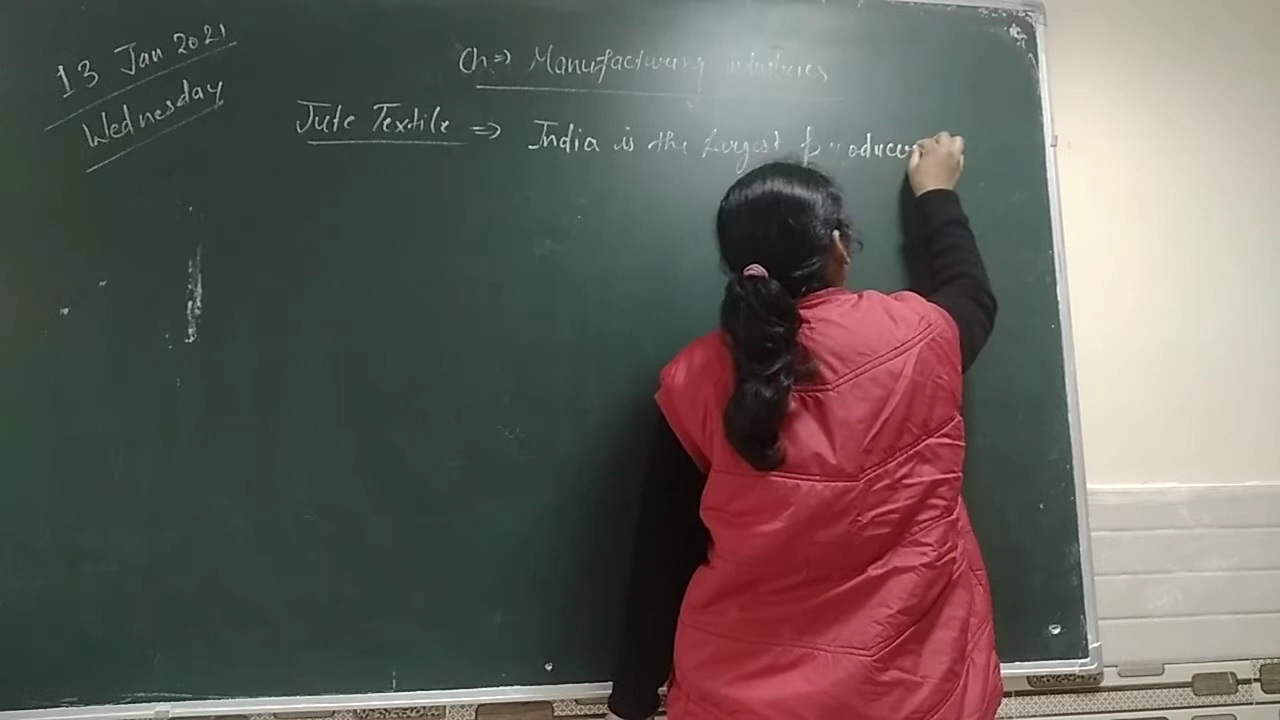 13 Jan 2021
Wednesday
Ch⇒ Manufacturing industries
Jute Textile ⇒ India is the largest producer